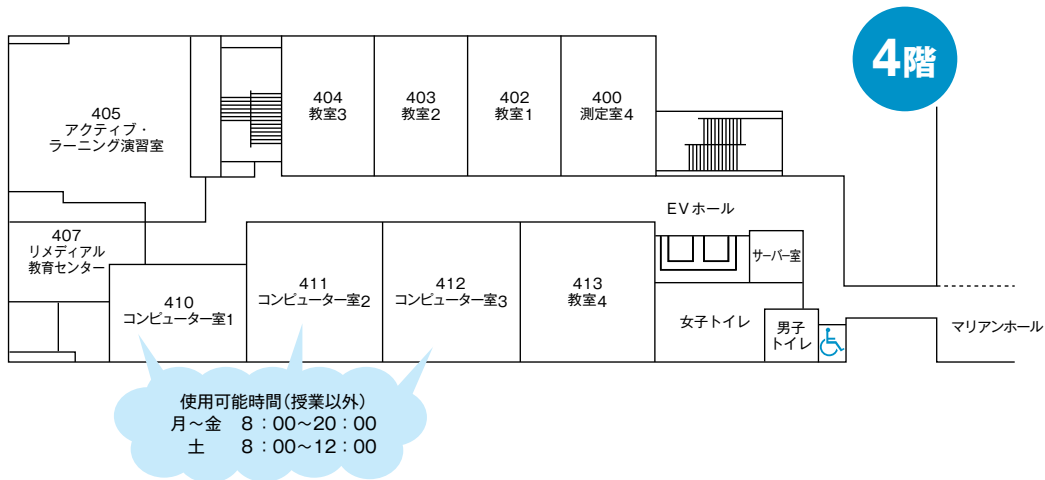 4階
405
アクティブ・
ラーニング演習室
404
教室3
403
教室2
402
教室1
400
測定室4
EVホール
サーバー室
407
リメディアル
教育センター
410
コンピューター室1
411
コンピューター室2
412
コンピューター室3
413
教室4
女子トイレ
男子
トイレ
マリアンホール
使用可能時間(授業以外)
月~金 8:00~20:00
土 8:00~12:00